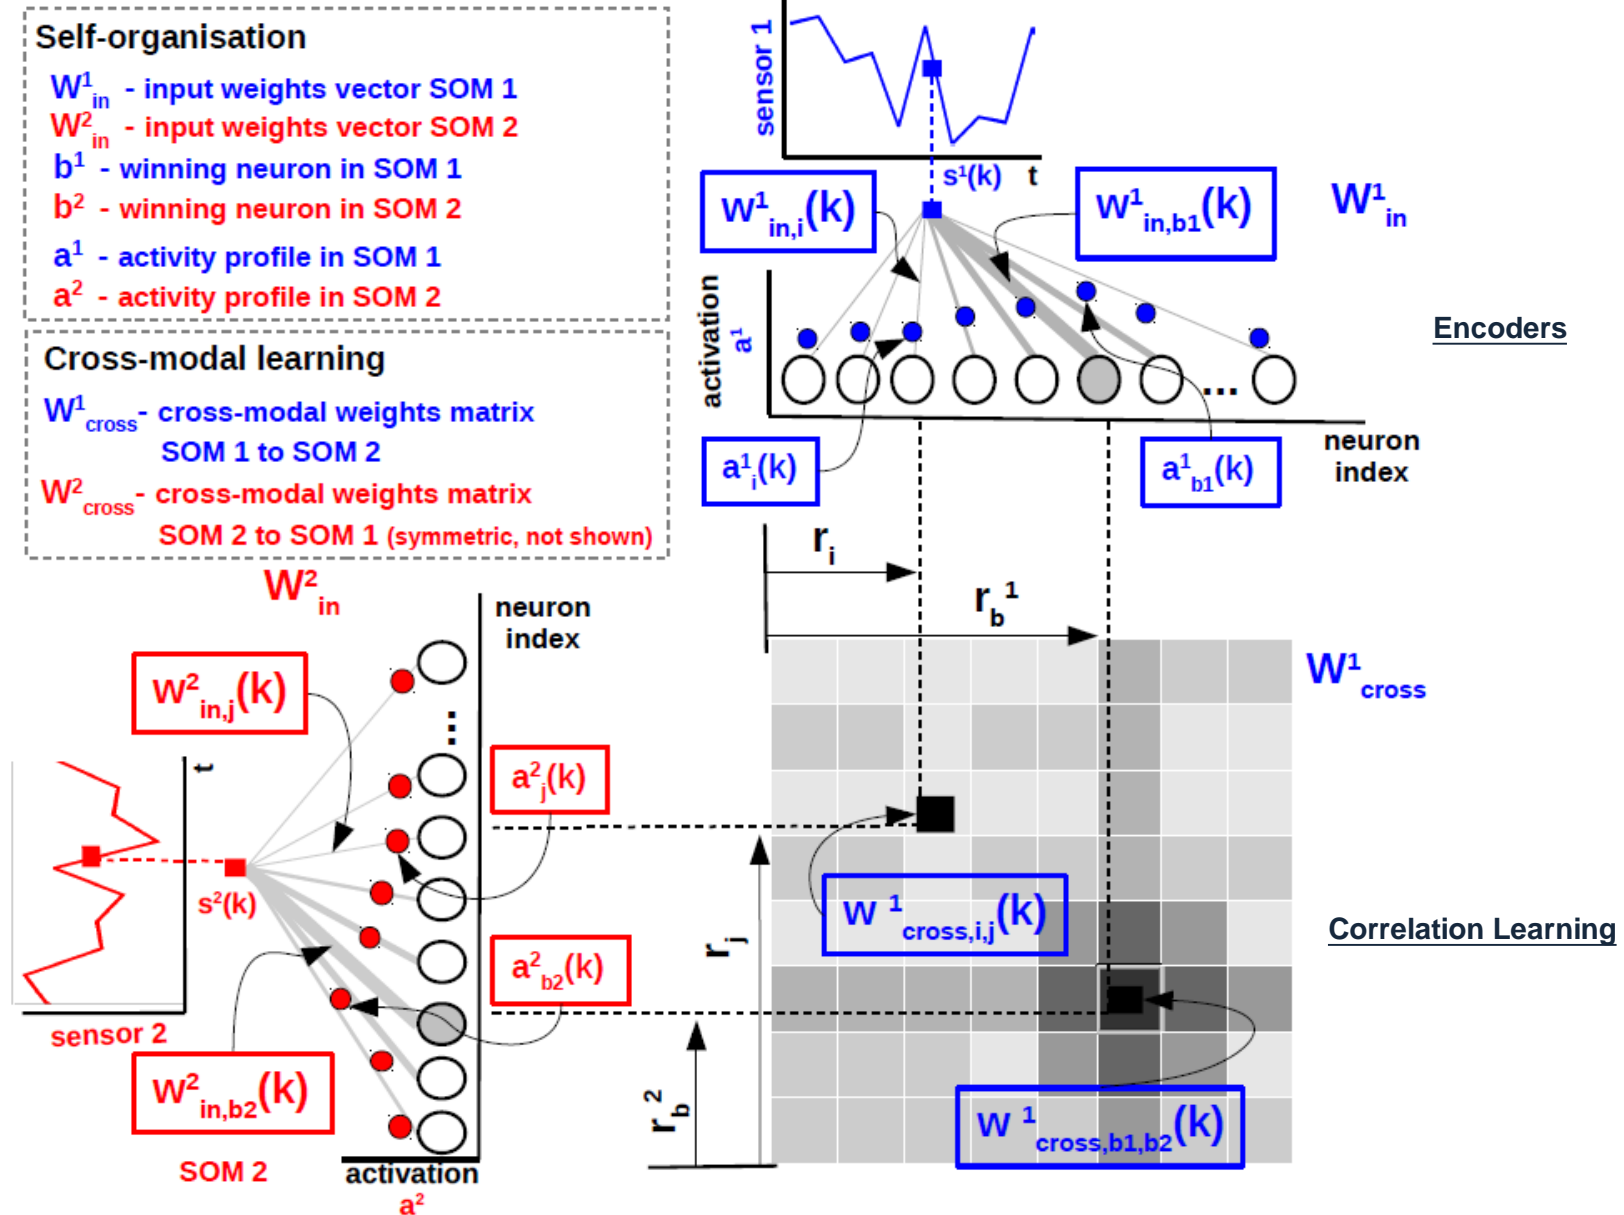 Self-organisation
W¹in - input weights vector SOM 1
W²in - input weights vector SOM 2
b¹ - winning neuron in SOM 1
b² - winning neuron in SOM 2
a¹ - activity profile in SOM 1
a² - activity profile in SOM 2
Cross-modal learning
W¹cross- cross-modal weights matrix
SOM 1 to SOM 2
W²cross- cross-modal weights matrix
SOM 2 to SOM 1 (symmetric, not shown)
sensor 1
s¹(k) t
w¹in,i(k)
w¹in,b1(k)
W¹in
Encoders
activation
a¹
...
neuron
index
a¹i(k)
a¹b1(k)
ri
rb¹
W¹cross
W²in
neuron
index
w²in,j(k)
...
t
a²j(k)
s²(k)
sensor 2
a²b2(k)
w²in,b2(k)
SOM 2
activation
a²
rj
rb²
w ¹cross,i,j(k)
Correlation Learning
w ¹cross,b1,b2(k)